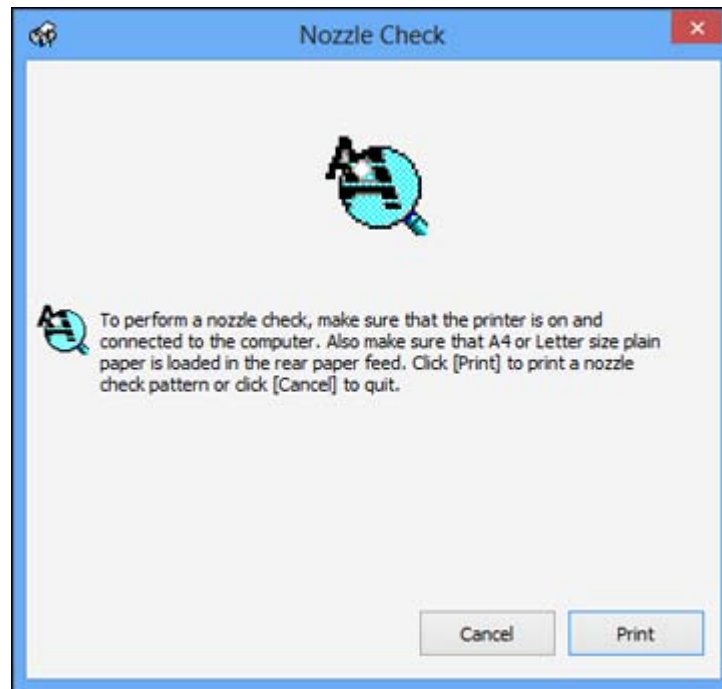 Nozzle Check
To perform a nozzle check, make sure that the printer is on and
connected to the computer. Also make sure that A4 or Letter size plain
paper is loaded in the rear paper feed. Click [Print] to print a nozzle
check pattern or click [Cancel] to quit.
Cancel Print